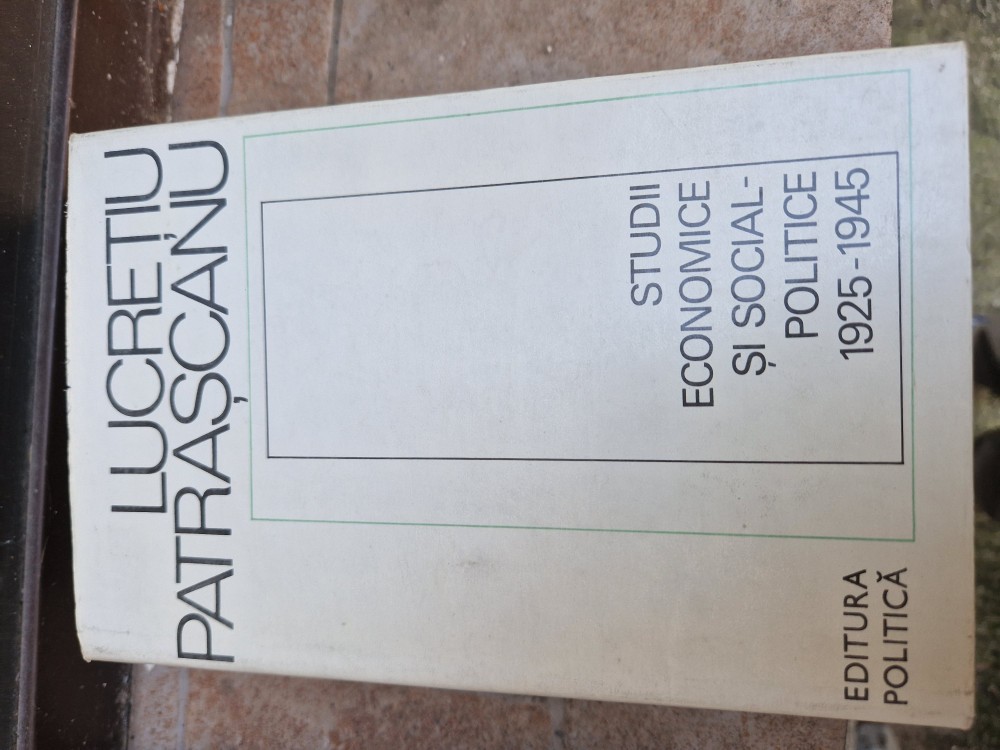 LUCREȚIU
PATRAȘCANU
STUDII
ECONOMICE
ȘI SOCIAL-
POLITICE
1925-1945
EDITURA
POLITICĂ